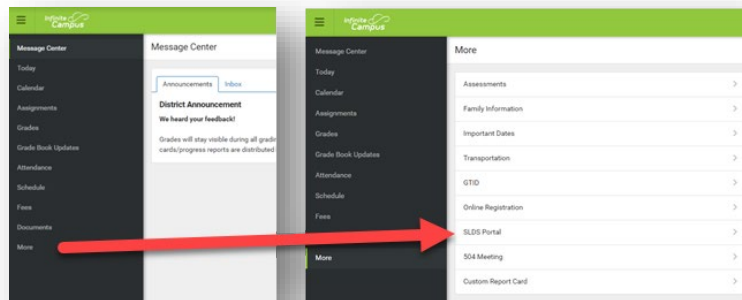 Infinite
Campus
Message Center
Today
Calendar
Assignments
Grades
Grade Book Updates
Attendance
Schedule
Fees
Documents
More
Message Center
Announcements
Inbox
District Announcement
We heard your feedback!
Grades will stay visible during all gradin
cards/progress reports are distributed
Infinite
Campus
Message Center
Today
Calendar
Assignments
Grades
Grade Book Updates
Attendance
Schedule
Fees
More
More
Assessments
Family Information
Important Dates
Transportation
GTID
Online Registration
SLDS Portal
504 Meeting
Custom Report Card